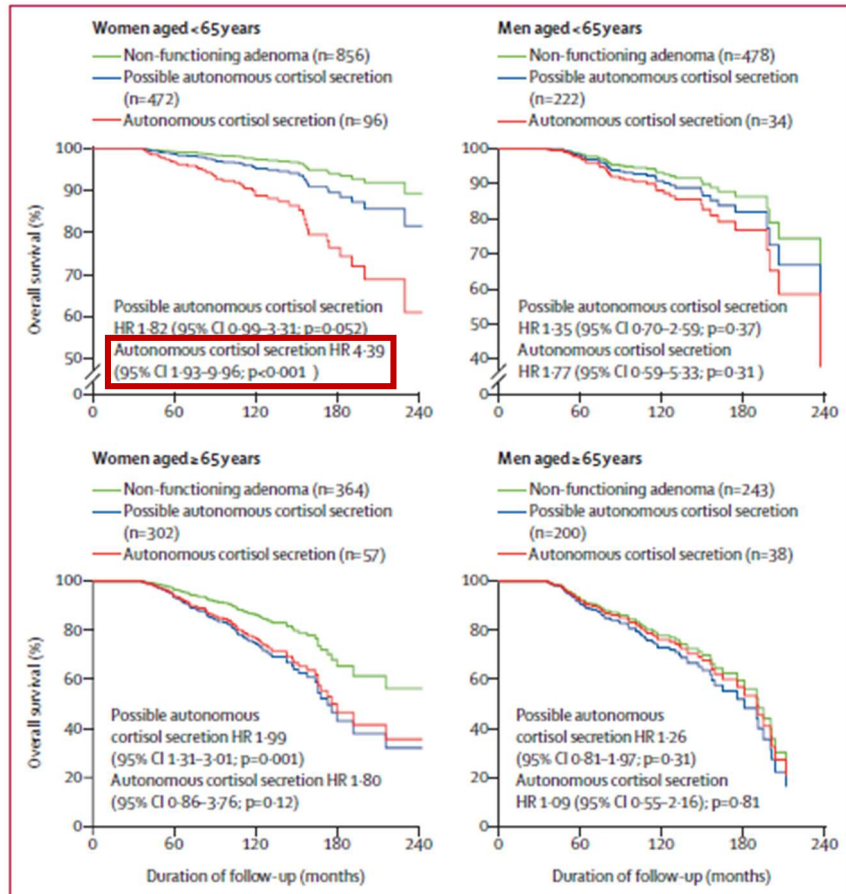 Women aged <65 years
Non-functioning adenoma (n=856)
Possible autonomous cortisol secretion
(n=472)
Autonomous cortisol secretion (n=96)
Overall survival (%)
100
90
80
70
60
50
0
Possible autonomous cortisol secretion
HR 1·82 (95% CI 0·99–3·31; p=0·052)
Autonomous cortisol secretion HR 4·39
(95% CI 1·93–9·96; p<0·001 )
0 60 120 180 240
Men aged <65 years
Non-functioning adenoma (n=478)
Possible autonomous cortisol secretion
(n=222)
Autonomous cortisol secretion (n=34)
100
90
80
70
60
50
40
0
Possible autonomous cortisol secretion
HR 1·35 (95% CI 0·70–2·59; p=0·37)
Autonomous cortisol secretion
HR 1·77 (95% CI 0·59–5·33; p=0·31 )
0 60 120 180 240
Women aged ≥65 years
Non-functioning adenoma (n=364)
Possible autonomous cortisol secretion
(n=302)
Autonomous cortisol secretion (n=57)
Overall survival (%)
100
80
60
40
20
0
Possible autonomous
cortisol secretion HR 1·99
(95% CI 1·31–3·01; p=0·001)
Autonomous cortisol secretion HR 1·80
(95% CI 0·86–3·76; p=0·12)
0 60 120 180 240
Duration of follow-up (months)
Men aged ≥65 years
Non-functioning adenoma (n=243)
Possible autonomous cortisol secretion
(n=200)
Autonomous cortisol secretion (n=38)
100
80
60
40
20
0
Possible autonomous
cortisol secretion HR 1·26
(95% CI 0·81–1·97; p=0·31)
Autonomous cortisol secretion
HR 1·09 (95% CI 0·55–2·16); p=0·81
0 60 120 180 240
Duration of follow-up (months)